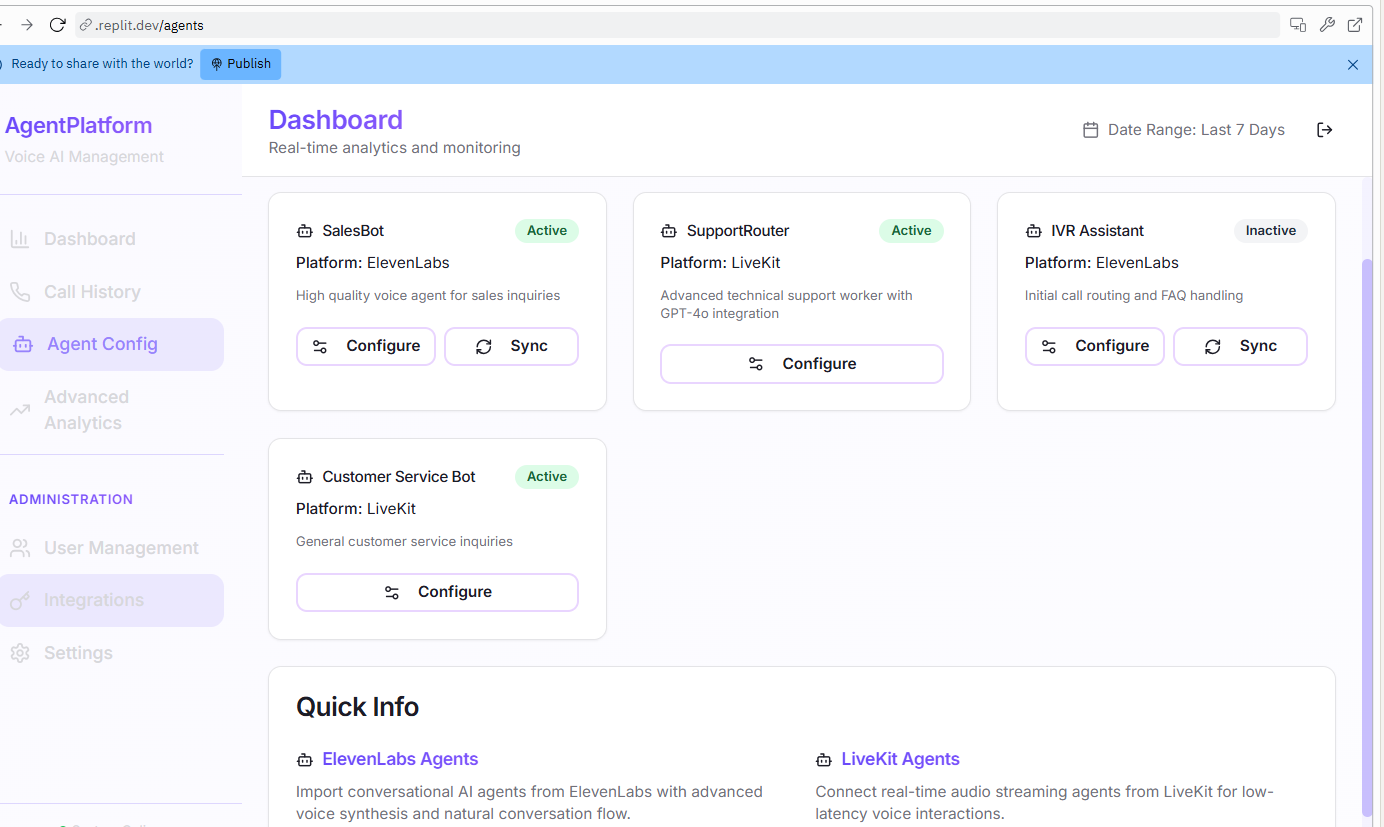 .replit.dev/agents
Ready to share with the world? Publish
AgentPlatform
Voice AI Management
Dashboard
Call History
Agent Config
Advanced
Analytics
ADMINISTRATION
User Management
Integrations
Settings
Dashboard
Real-time analytics and monitoring
Date Range: Last 7 Days
SalesBot Active
Platform: ElevenLabs
High quality voice agent for sales inquiries
Configure Sync
SupportRouter Active
Platform: LiveKit
Advanced technical support worker with
GPT-4o integration
Configure
IVR Assistant Inactive
Platform: ElevenLabs
Initial call routing and FAQ handling
Configure Sync
Customer Service Bot Active
Platform: LiveKit
General customer service inquiries
Configure
Quick Info
ElevenLabs Agents
Import conversational AI agents from ElevenLabs with advanced
voice synthesis and natural conversation flow.
LiveKit Agents
Connect real-time audio streaming agents from LiveKit for low-
latency voice interactions.